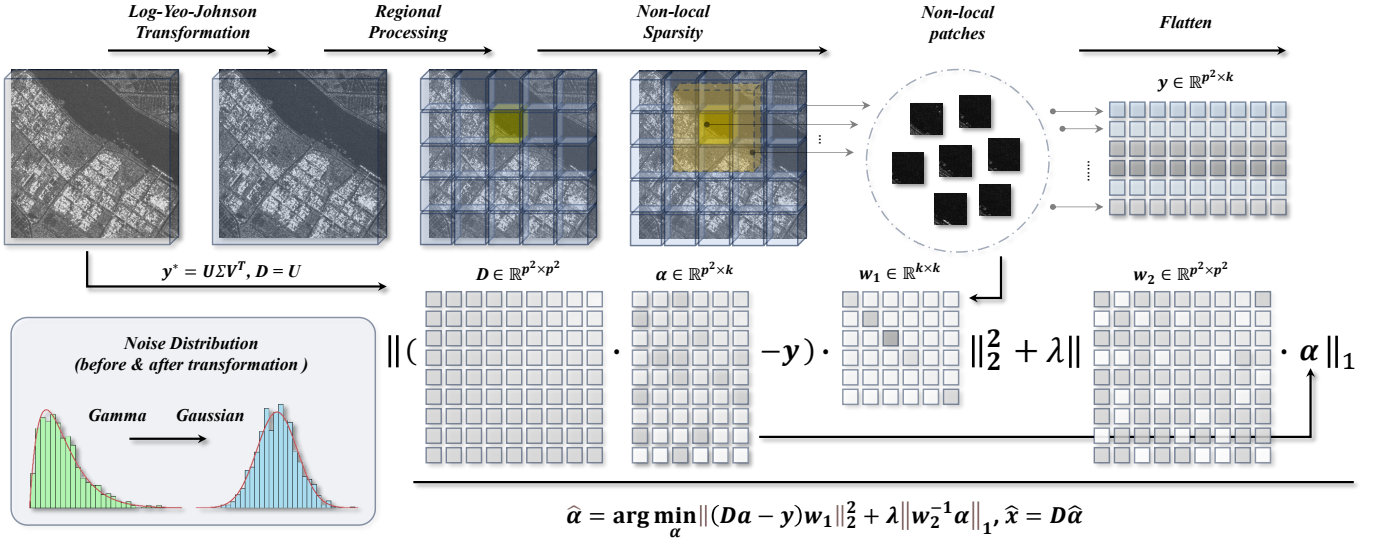 Log-Yeo-Johnson
Transformation
Regional
Processing
Non-local
Sparsity
Non-local
patches
Flatten
y ∈ ℝ^{p²×k}
...
......
y* = UΣV^T, D = U
D ∈ ℝ^{p²×p²}
α ∈ ℝ^{p²×k}
w₁ ∈ ℝ^{k×k}
w₂ ∈ ℝ^{p²×p²}
Noise Distribution
(before & after transformation )
Gamma
Gaussian
‖( · −y) · ‖₂² + λ‖ · α ‖₁
α̂ = arg min_α ‖(Da − y)w₁‖₂² + λ‖w₂⁻¹α‖₁, x̂ = Dα̂